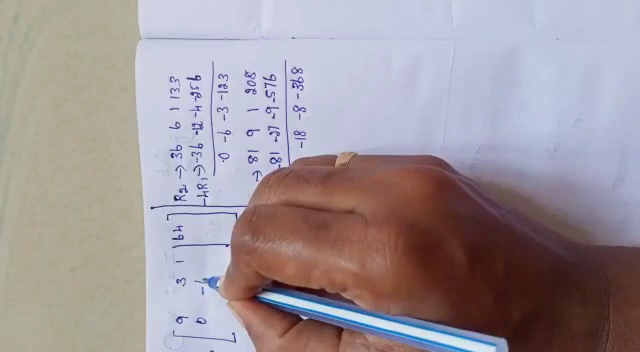 R2 → 36 6 1 133
-4R1 → -36 -12 -4 -256
0 -6 -3 -123
→ 81 9 1 208
-81 -27 -9 -576
-18 -8 -368
9 3 1 | 64
0 -6